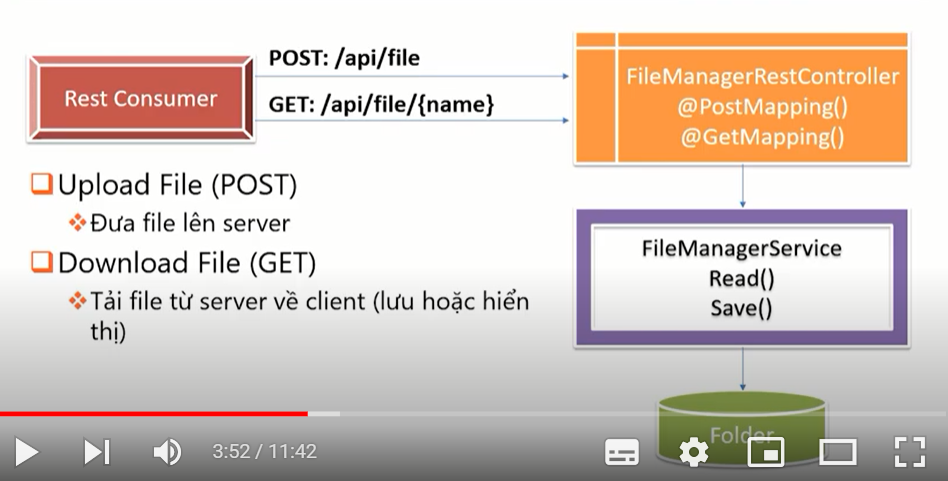 Rest Consumer
POST: /api/file
GET: /api/file/{name}
FileManagerRestController
@PostMapping()
@GetMapping()
Upload File (POST)
Đưa file lên server
Download File (GET)
Tải file từ server về client (lưu hoặc hiển
thị)
FileManagerService
Read()
Save()
Folder
3:52 / 11:42